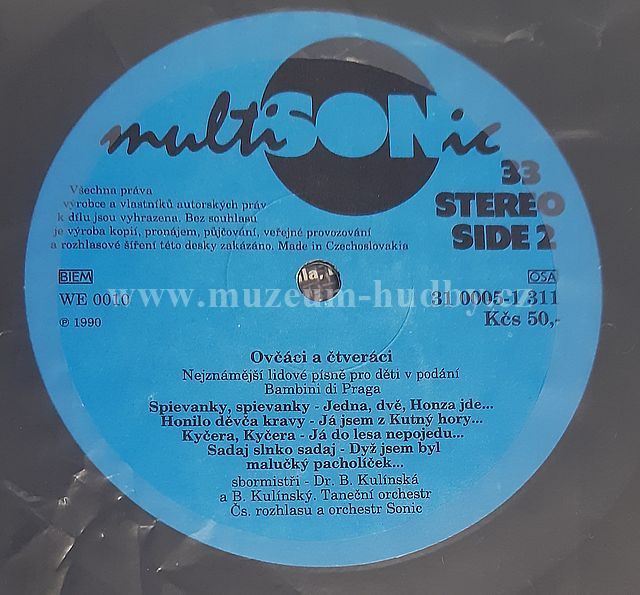 multiSONic
33
STEREO
SIDE 2
Všechna práva
výrobce a vlastníků autorských práv
k dílu jsou vyhrazena. Bez souhlasu
je výroba kopií, pronájem, půjčování, veřejné provozování
a rozhlasové šíření této desky zakázáno. Made in Czechoslovakia
BIEM
OSA
WE 0010
31 0005-1 311
℗ 1990
Kčs 50,-
www.muzeum-hudby.cz
Ovčáci a čtveráci
Nejznámější lidové písně pro děti v podání
Bambini di Praga
Spievanky, spievanky - Jedna, dvě, Honza jde...
Honilo děvča kravy - Já jsem z Kutný hory...
Kyčera, Kyčera - Já do lesa nepojedu...
Sadaj slnko sadaj - Dyž jsem byl
malučký pacholíček...
sbormistři - Dr. B. Kulínská
a B. Kulínský. Taneční orchestr
Čs. rozhlasu a orchestr Sonic